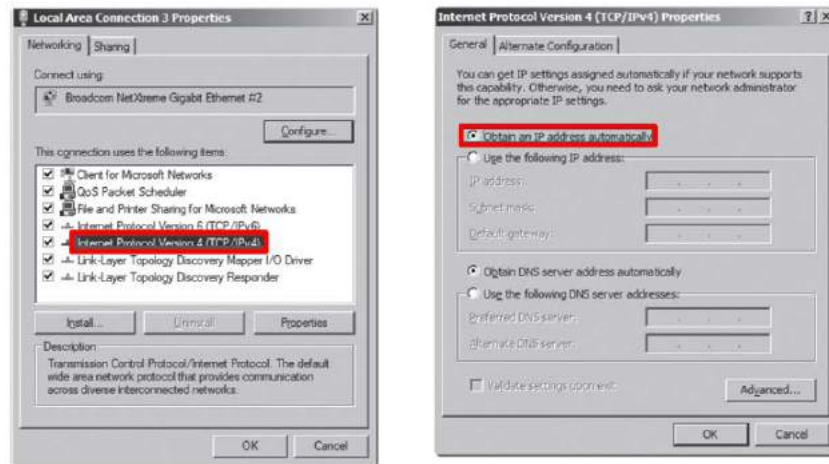 Local Area Connection 3 Properties
Networking
Sharing
Connect using:
Broadcom NetXtreme Gigabit Ethernet #2
Configure...
This connection uses the following items:
Client for Microsoft Networks
QoS Packet Scheduler
File and Printer Sharing for Microsoft Networks
Internet Protocol Version 6 (TCP/IPv6)
Internet Protocol Version 4 (TCP/IPv4)
Link-Layer Topology Discovery Mapper I/O Driver
Link-Layer Topology Discovery Responder
Install...
Uninstall
Properties
Description
Transmission Control Protocol/Internet Protocol. The default
wide area network protocol that provides communication
across diverse interconnected networks.
OK
Cancel
Internet Protocol Version 4 (TCP/IPv4) Properties
General
Alternate Configuration
You can get IP settings assigned automatically if your network supports
this capability. Otherwise, you need to ask your network administrator
for the appropriate IP settings.
Obtain an IP address automatically
Use the following IP address:
IP address:
Subnet mask:
Default gateway:
Obtain DNS server address automatically
Use the following DNS server addresses:
Preferred DNS server:
Alternate DNS server:
Validate settings upon exit
Advanced...
OK
Cancel